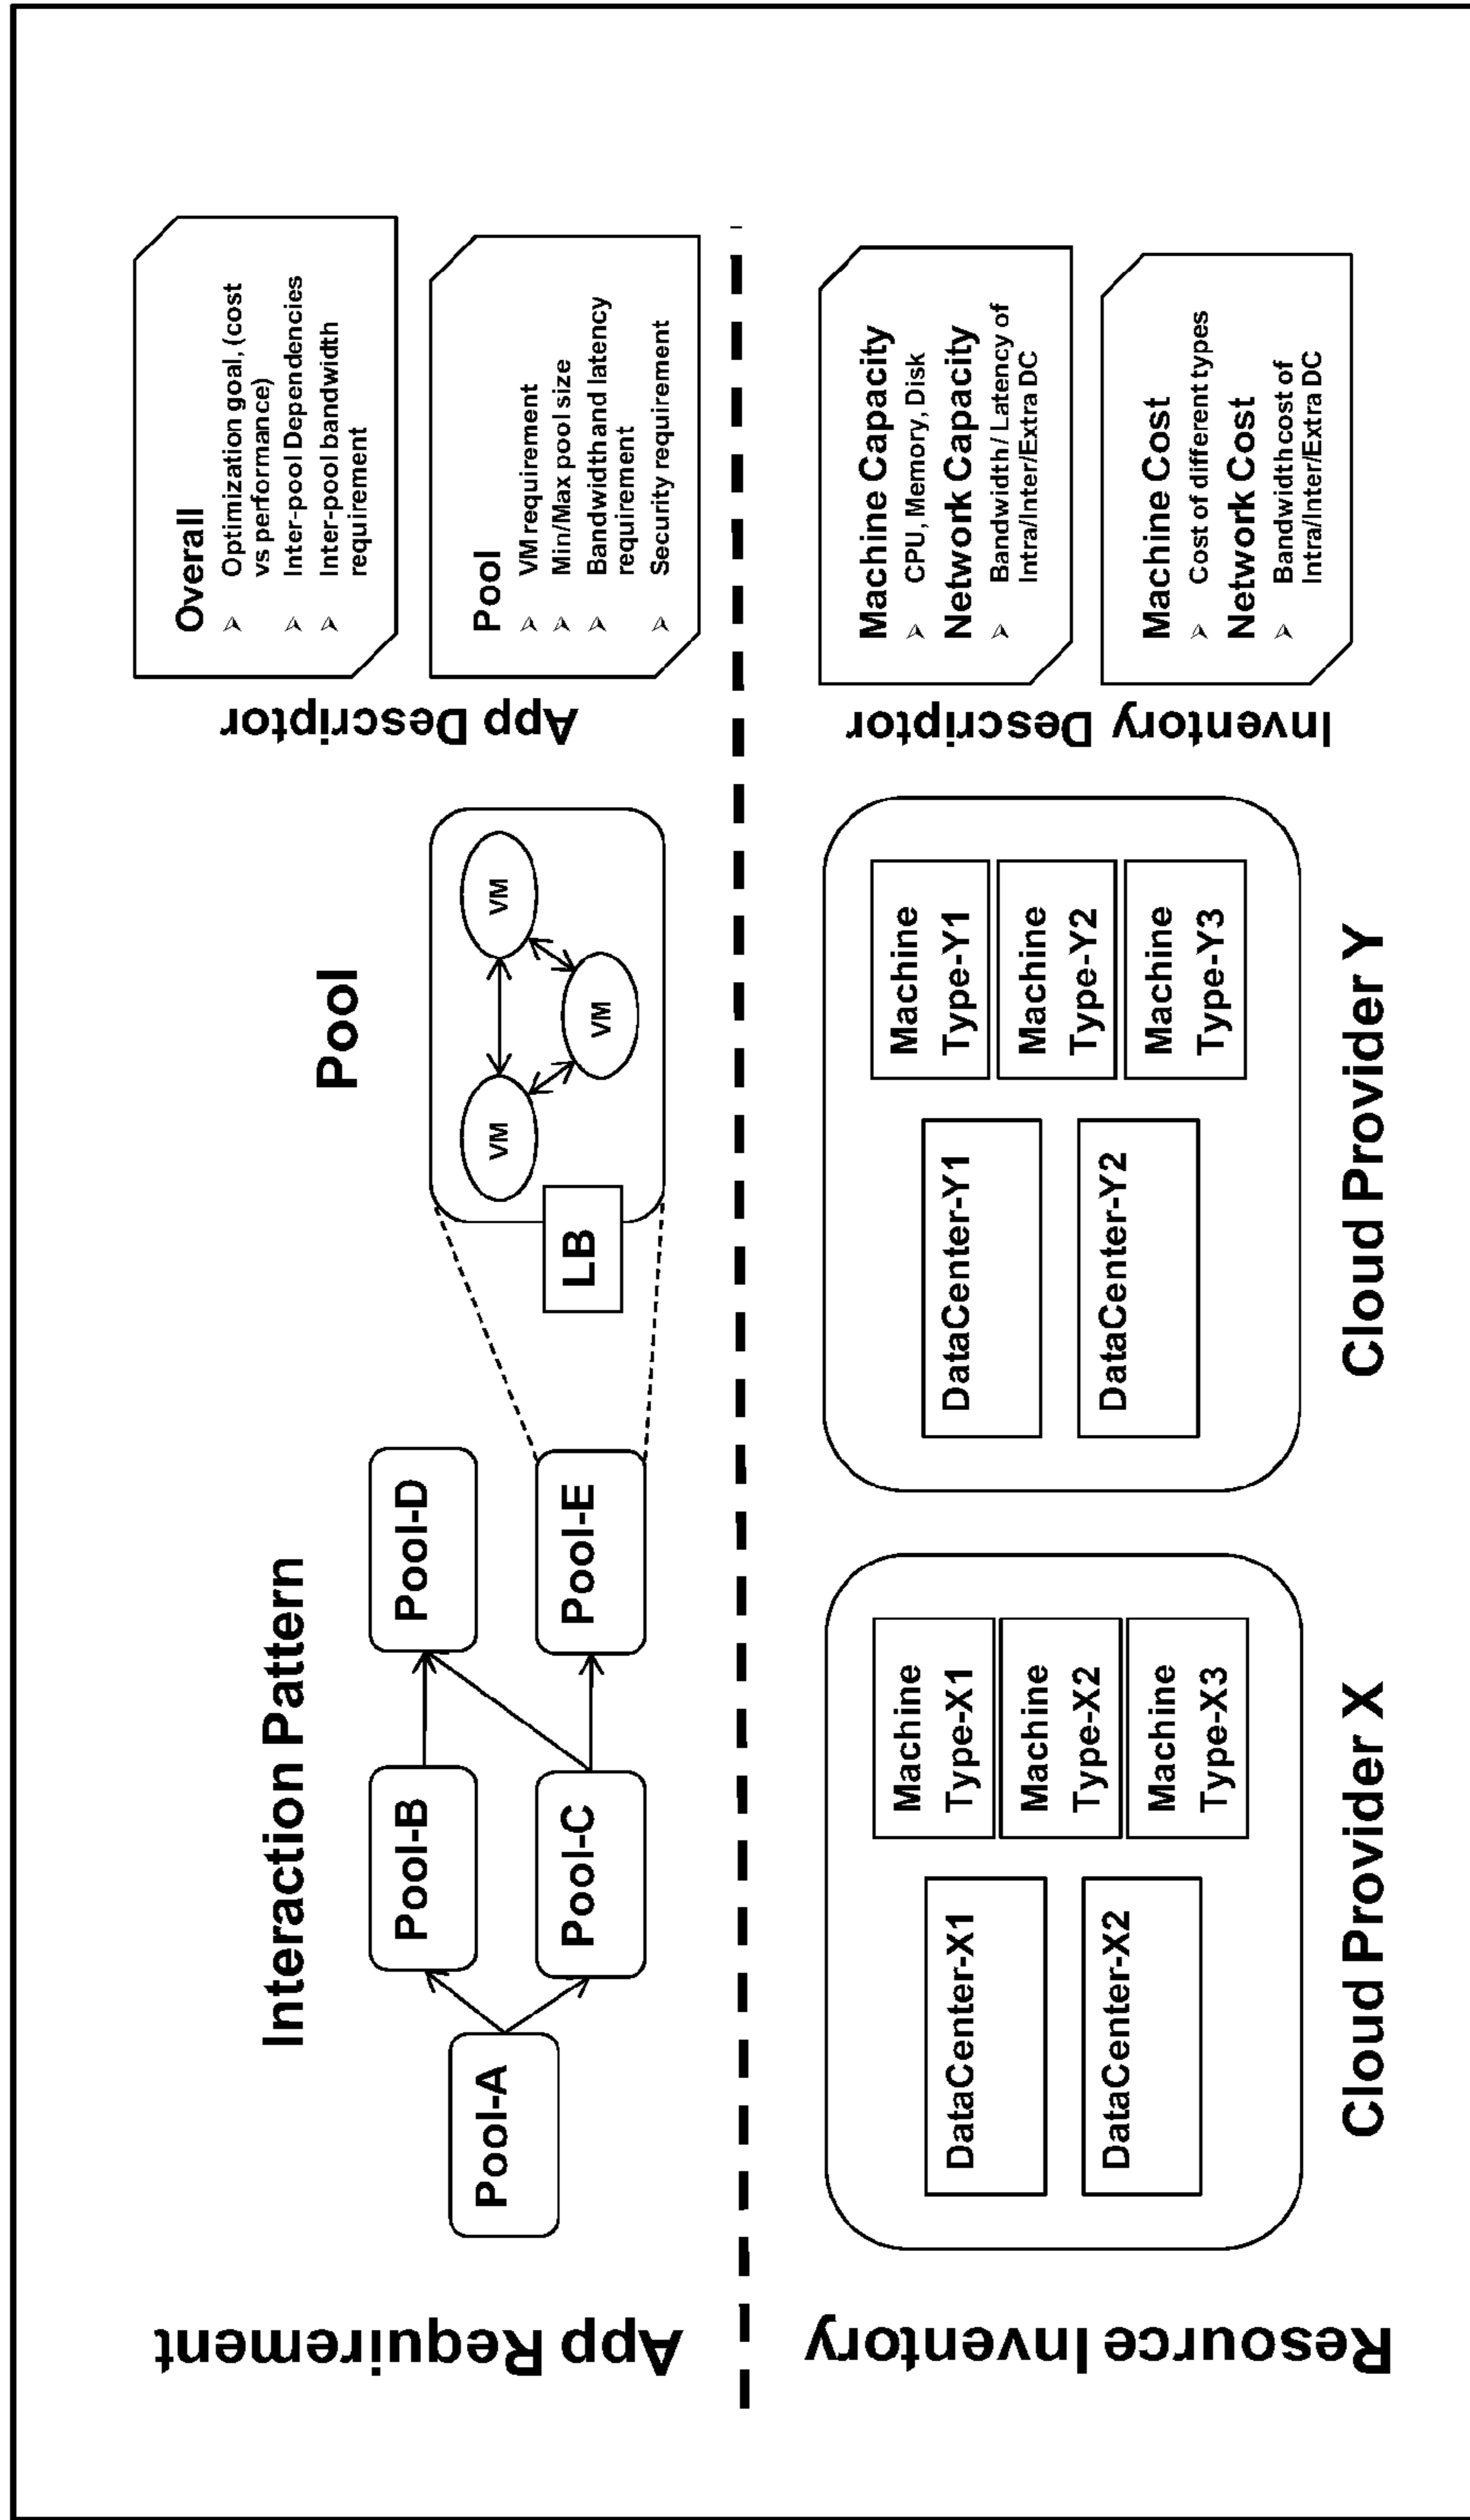 App Requirement
Interaction Pattern
Pool-A
Pool-B
Pool-C
Pool-D
Pool-E
Pool
LB
VM
VM
VM
App Descriptor
Overall
➢ Optimization goal, (cost
vs performance)
➢ Inter-pool Dependencies
➢ Inter-pool bandwidth
requirement
Pool
➢ VM requirement
➢ Min/Max pool size
➢ Bandwidth and latency
requirement
➢ Security requirement
Resource Inventory
DataCenter-X1
DataCenter-X2
Machine
Type-X1
Machine
Type-X2
Machine
Type-X3
Cloud Provider X
DataCenter-Y1
DataCenter-Y2
Machine
Type-Y1
Machine
Type-Y2
Machine
Type-Y3
Cloud Provider Y
Inventory Descriptor
Machine Capacity
➢ CPU, Memory, Disk
Network Capacity
➢ Bandwidth / Latency of
Intra/Inter/Extra DC
Machine Cost
➢ Cost of different types
Network Cost
➢ Bandwidth cost of
Intra/Inter/Extra DC